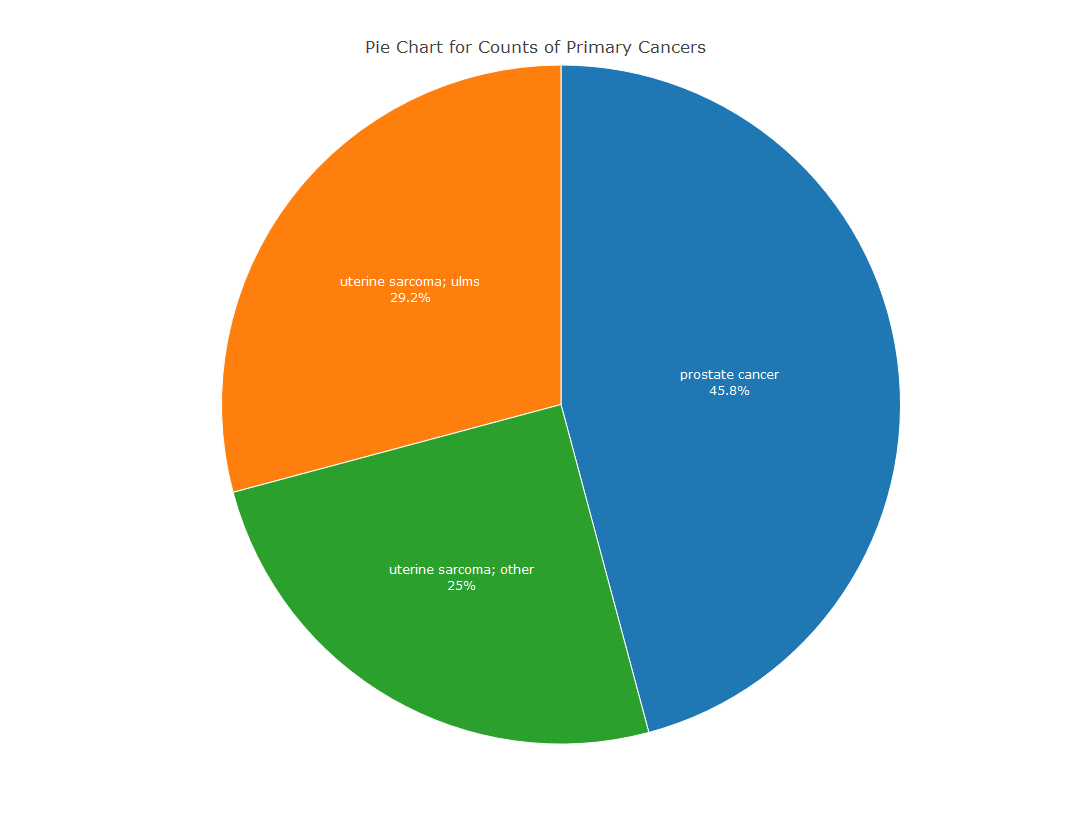 Pie Chart for Counts of Primary Cancers
uterine sarcoma; ulms
29.2%
prostate cancer
45.8%
uterine sarcoma; other
25%